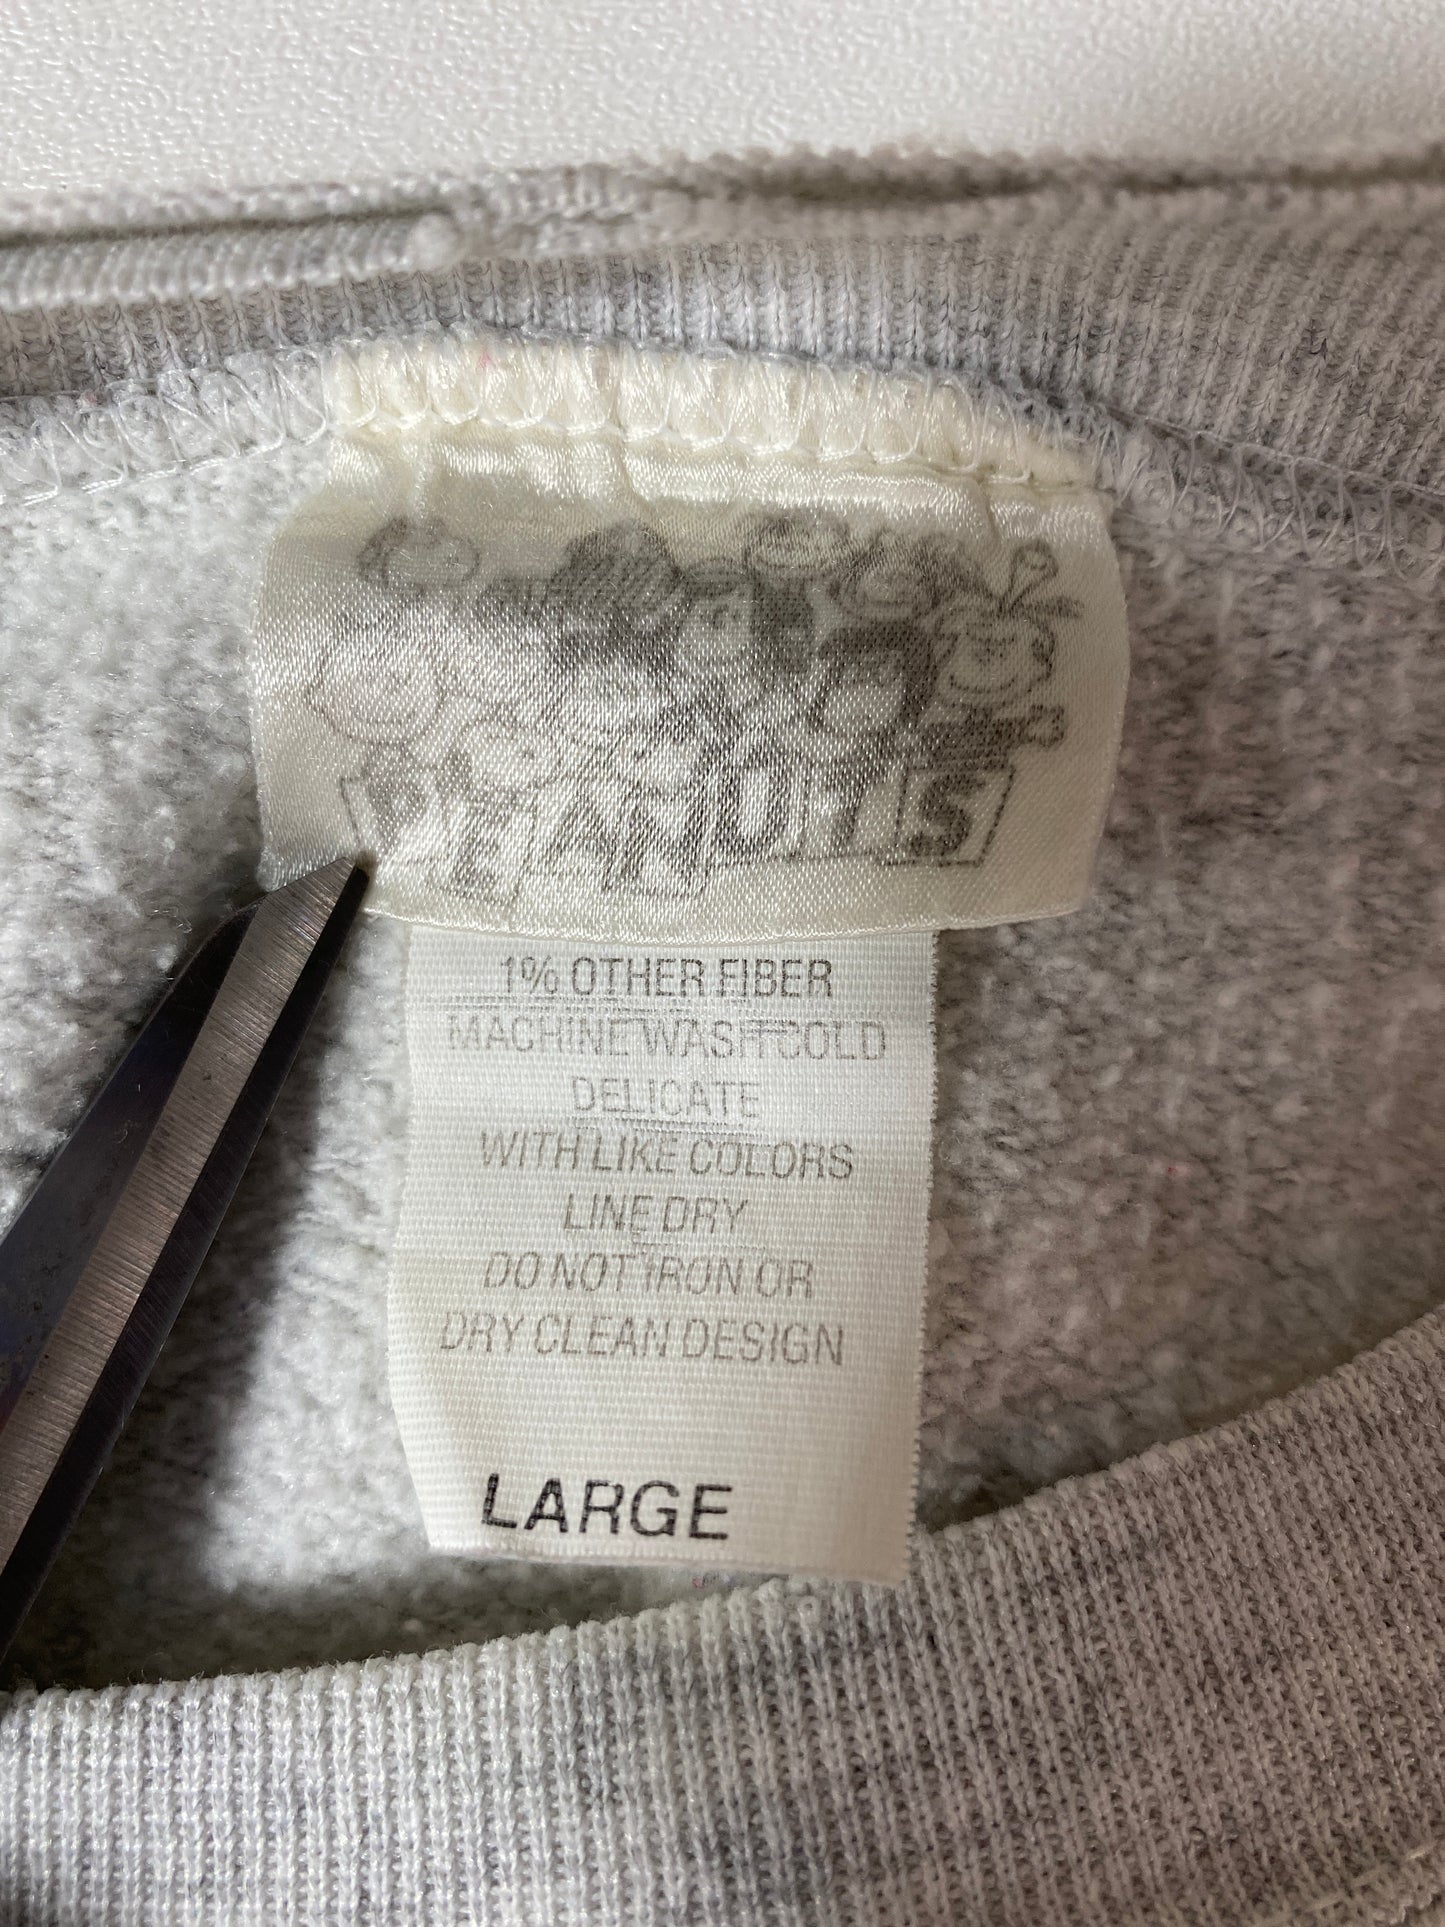 PEANUTS
1% OTHER FIBER
MACHINE WASH COLD
DELICATE
WITH LIKE COLORS
LINE DRY
DO NOT IRON OR
DRY CLEAN DESIGN
LARGE